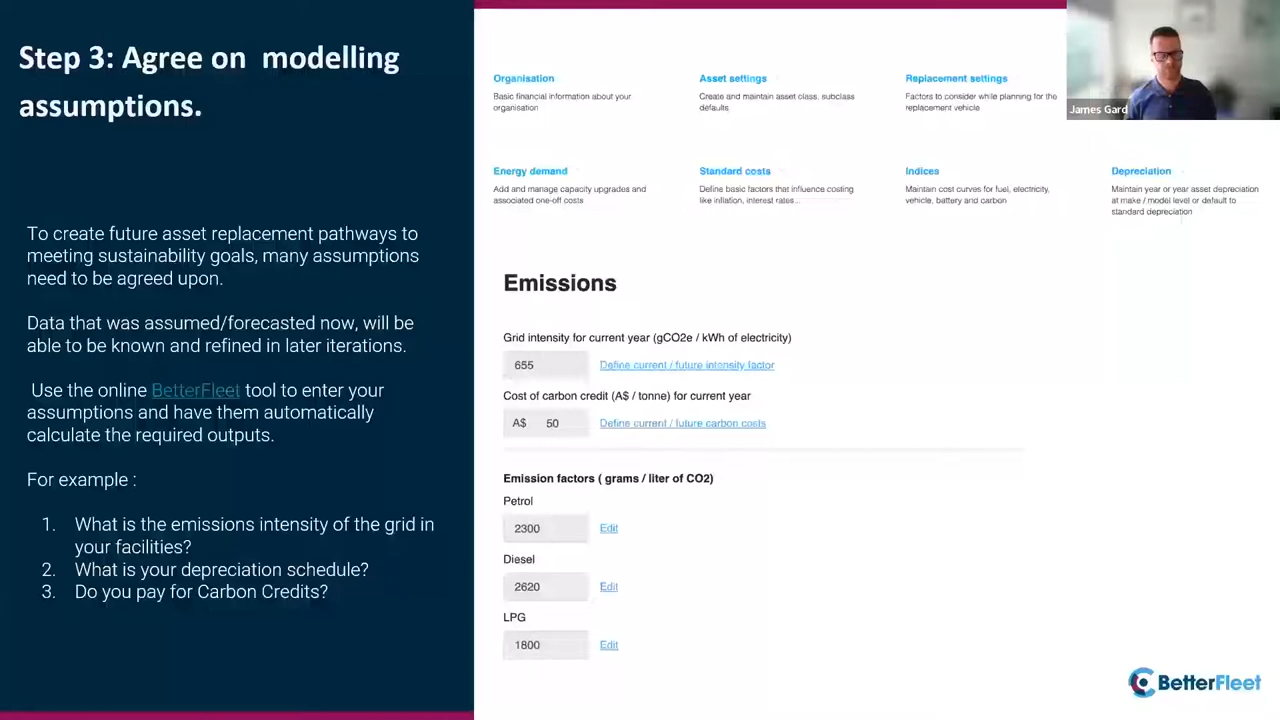 Step 3: Agree on modelling
assumptions.
To create future asset replacement pathways to
meeting sustainability goals, many assumptions
need to be agreed upon.
Data that was assumed/forecasted now, will be
able to be known and refined in later iterations.
Use the online BetterFleet tool to enter your
assumptions and have them automatically
calculate the required outputs.
For example :
1. What is the emissions intensity of the grid in
your facilities?
2. What is your depreciation schedule?
3. Do you pay for Carbon Credits?
Organisation
Basic financial information about your
organisation
Asset settings
Create and maintain asset class, subclass
defaults
Replacement settings
Factors to consider while planning for the
replacement vehicle
James Gard
Energy demand
Add and manage capacity upgrades and
associated one-off costs
Standard costs
Define basic factors that influence costing
like inflation, interest rates...
Indices
Maintain cost curves for fuel, electricity,
vehicle, battery and carbon
Depreciation
Maintain year or year asset depreciation
at make / model level or default to
standard depreciation
Emissions
Grid intensity for current year (gCO2e / kWh of electricity)
655 Define current / future intensity factor
Cost of carbon credit (A$ / tonne) for current year
A$ 50 Define current / future carbon costs
Emission factors ( grams / liter of CO2)
Petrol
2300 Edit
Diesel
2620 Edit
LPG
1800 Edit
BetterFleet